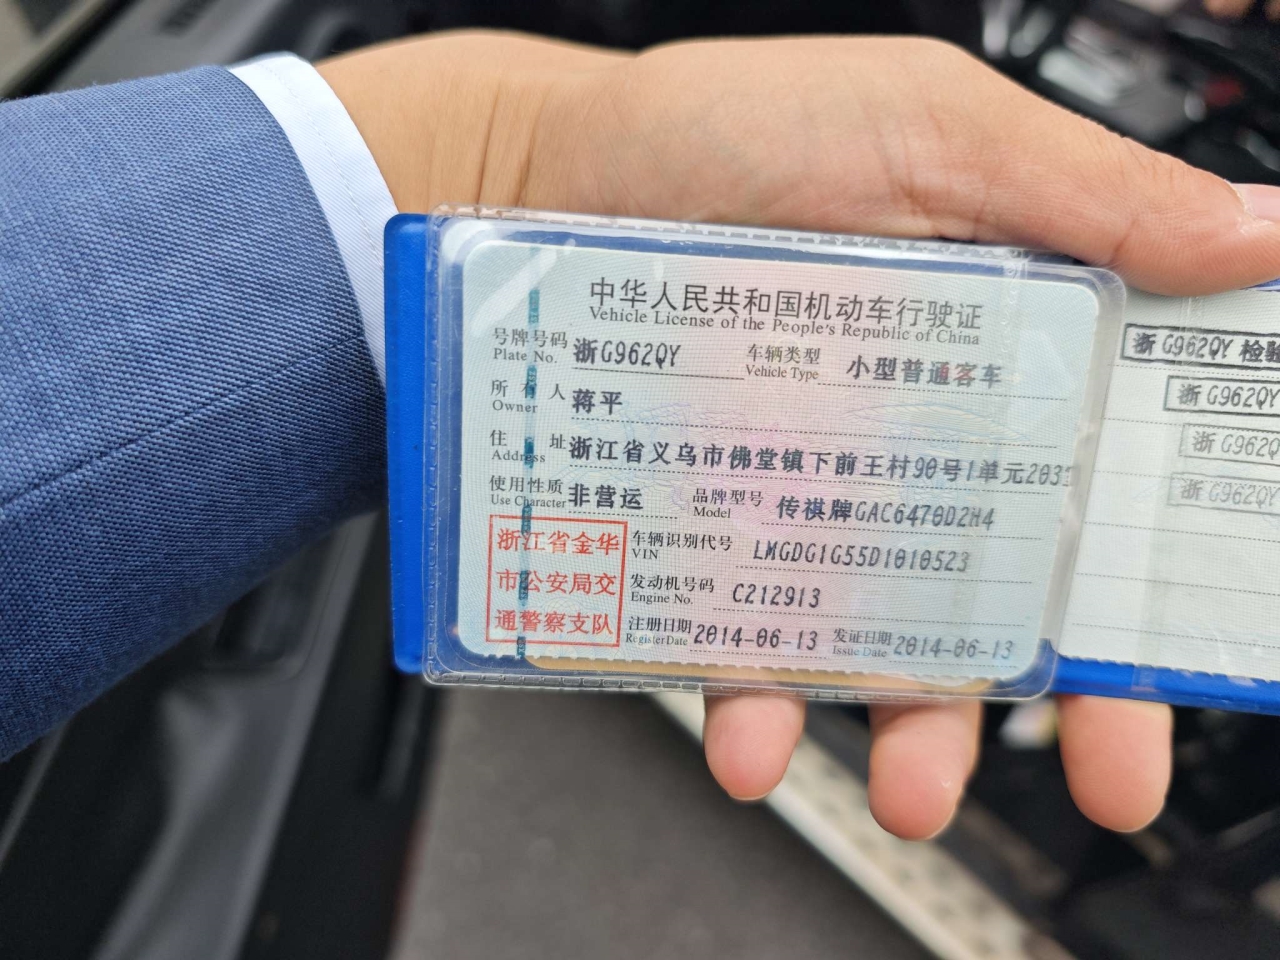 中华人民共和国机动车行驶证
Vehicle License of the People's Republic of China
号牌号码 浙G962QY 车辆类型 小型普通客车
Plate No. Vehicle Type
所有人 蒋平
Owner
住址 浙江省义乌市佛堂镇下前王村90号1单元203
Address
使用性质 非营运 品牌型号 传祺牌GAC6470D2H4
Use Character Model
浙江省金华
市公安局交
通警察支队
车辆识别代号 LMGDG1G55D1010523
VIN
发动机号码 C212913
Engine No.
注册日期 2014-06-13 发证日期 2014-06-13
Register Date Issue Date
浙G962QY 检验
浙G962QY
浙G962QY
浙G962QY